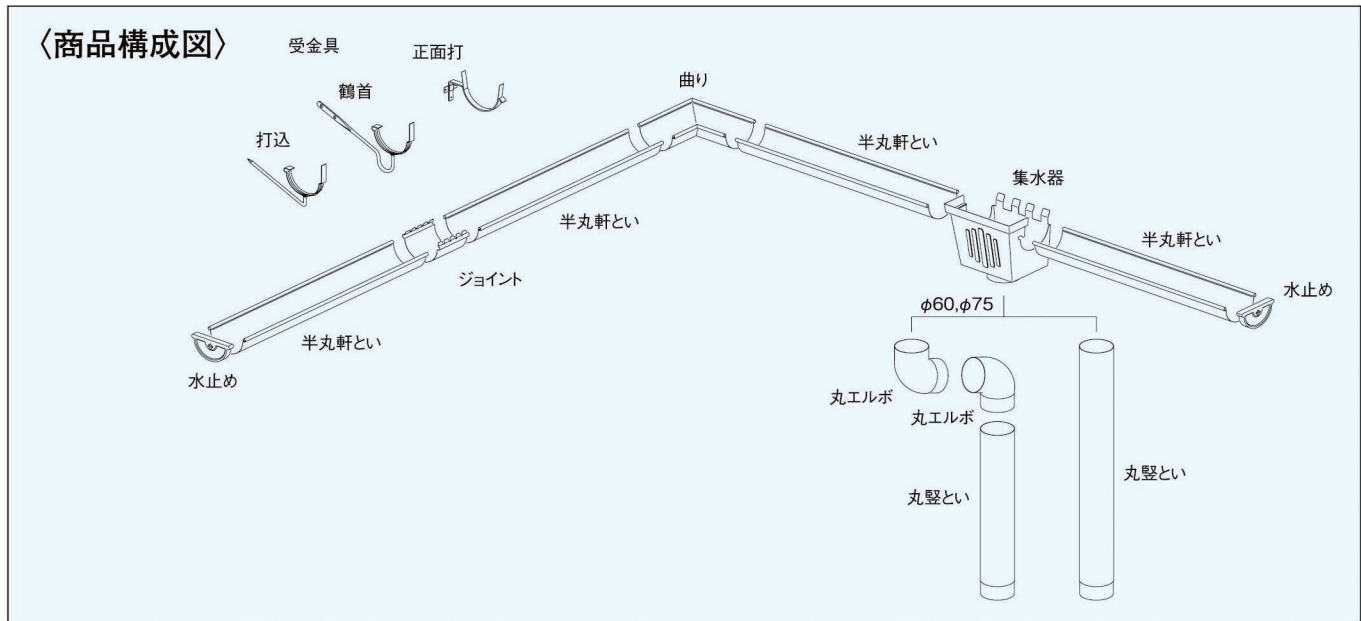 〈商品構成図〉
受金具
正面打
鶴首
打込
曲り
半丸軒とい
集水器
半丸軒とい
半丸軒とい
ジョイント
水止め
半丸軒とい
水止め
φ60,φ75
丸エルボ
丸エルボ
丸竪とい
丸竪とい